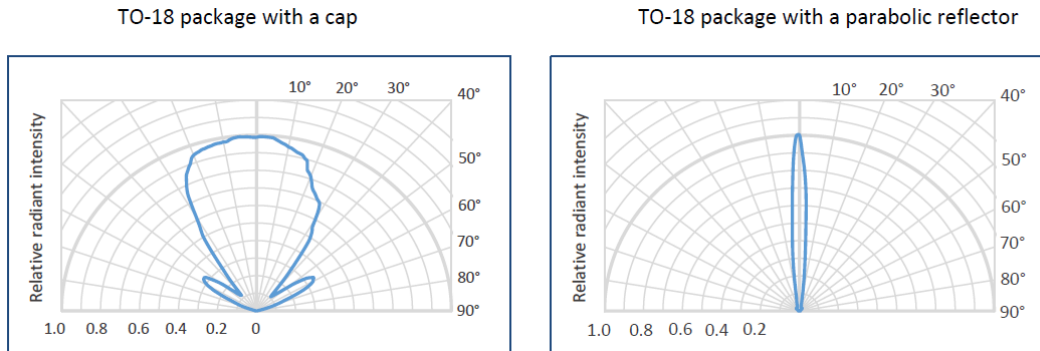 TO-18 package with a cap
Relative radiant intensity
10° 20° 30° 40°
50°
60°
70°
80°
90°
1.0 0.8 0.6 0.4 0.2 0
TO-18 package with a parabolic reflector
Relative radiant intensity
10° 20° 30° 40°
50°
60°
70°
80°
90°
1.0 0.8 0.6 0.4 0.2